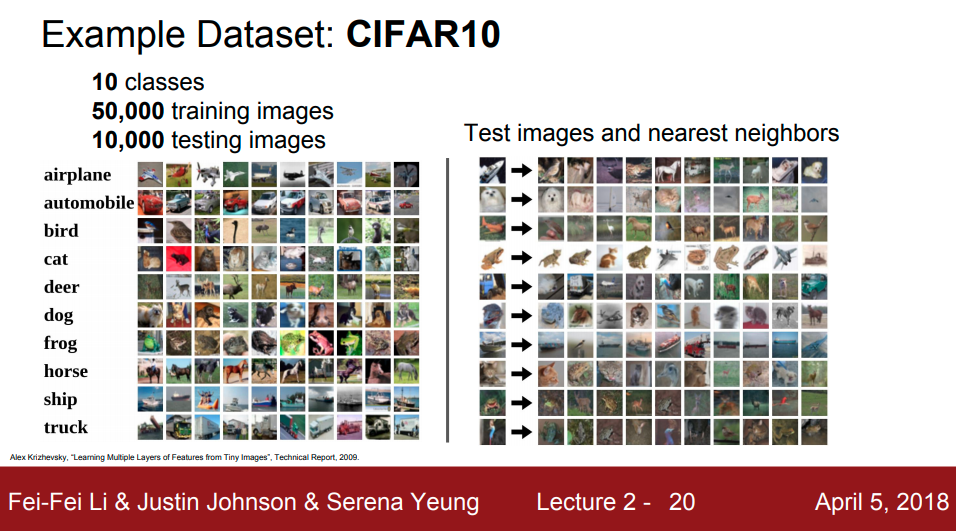 Example Dataset: CIFAR10
10 classes
50,000 training images
10,000 testing images
airplane
automobile
bird
cat
deer
dog
frog
horse
ship
truck
Alex Krizhevsky, “Learning Multiple Layers of Features from Tiny Images”, Technical Report, 2009.
Test images and nearest neighbors
Fei-Fei Li & Justin Johnson & Serena Yeung
Lecture 2 - 20
April 5, 2018